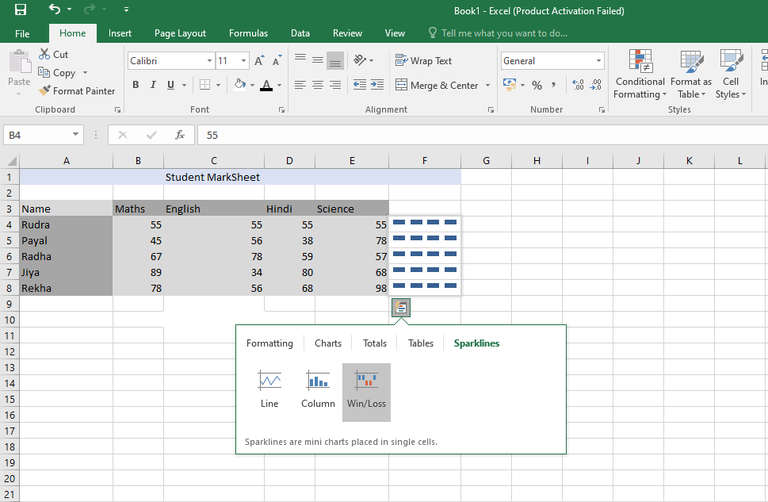 Book1 - Excel (Product Activation Failed)
File Home Insert Page Layout Formulas Data Review View Tell me what you want to do...
Paste
Cut
Copy
Format Painter
Clipboard
Calibri 11 A A
B I U A
Font
Wrap Text
Merge & Center
Alignment
General
% , .0 .00 .00 .0
Number
Conditional Formatting
Format as Table
Cell Styles
Styles
In
B4 fx 55
A B C D E F G H I J K L
1 Student MarkSheet
2
3 Name Maths English Hindi Science
4 Rudra 55 55 55 55
5 Payal 45 56 38 78
6 Radha 67 78 59 57
7 Jiya 89 34 80 68
8 Rekha 78 56 68 98
9
10
11
12
13
14
15
16
17
18
19
20
21
Formatting Charts Totals Tables Sparklines
Line Column Win/Loss
Sparklines are mini charts placed in single cells.